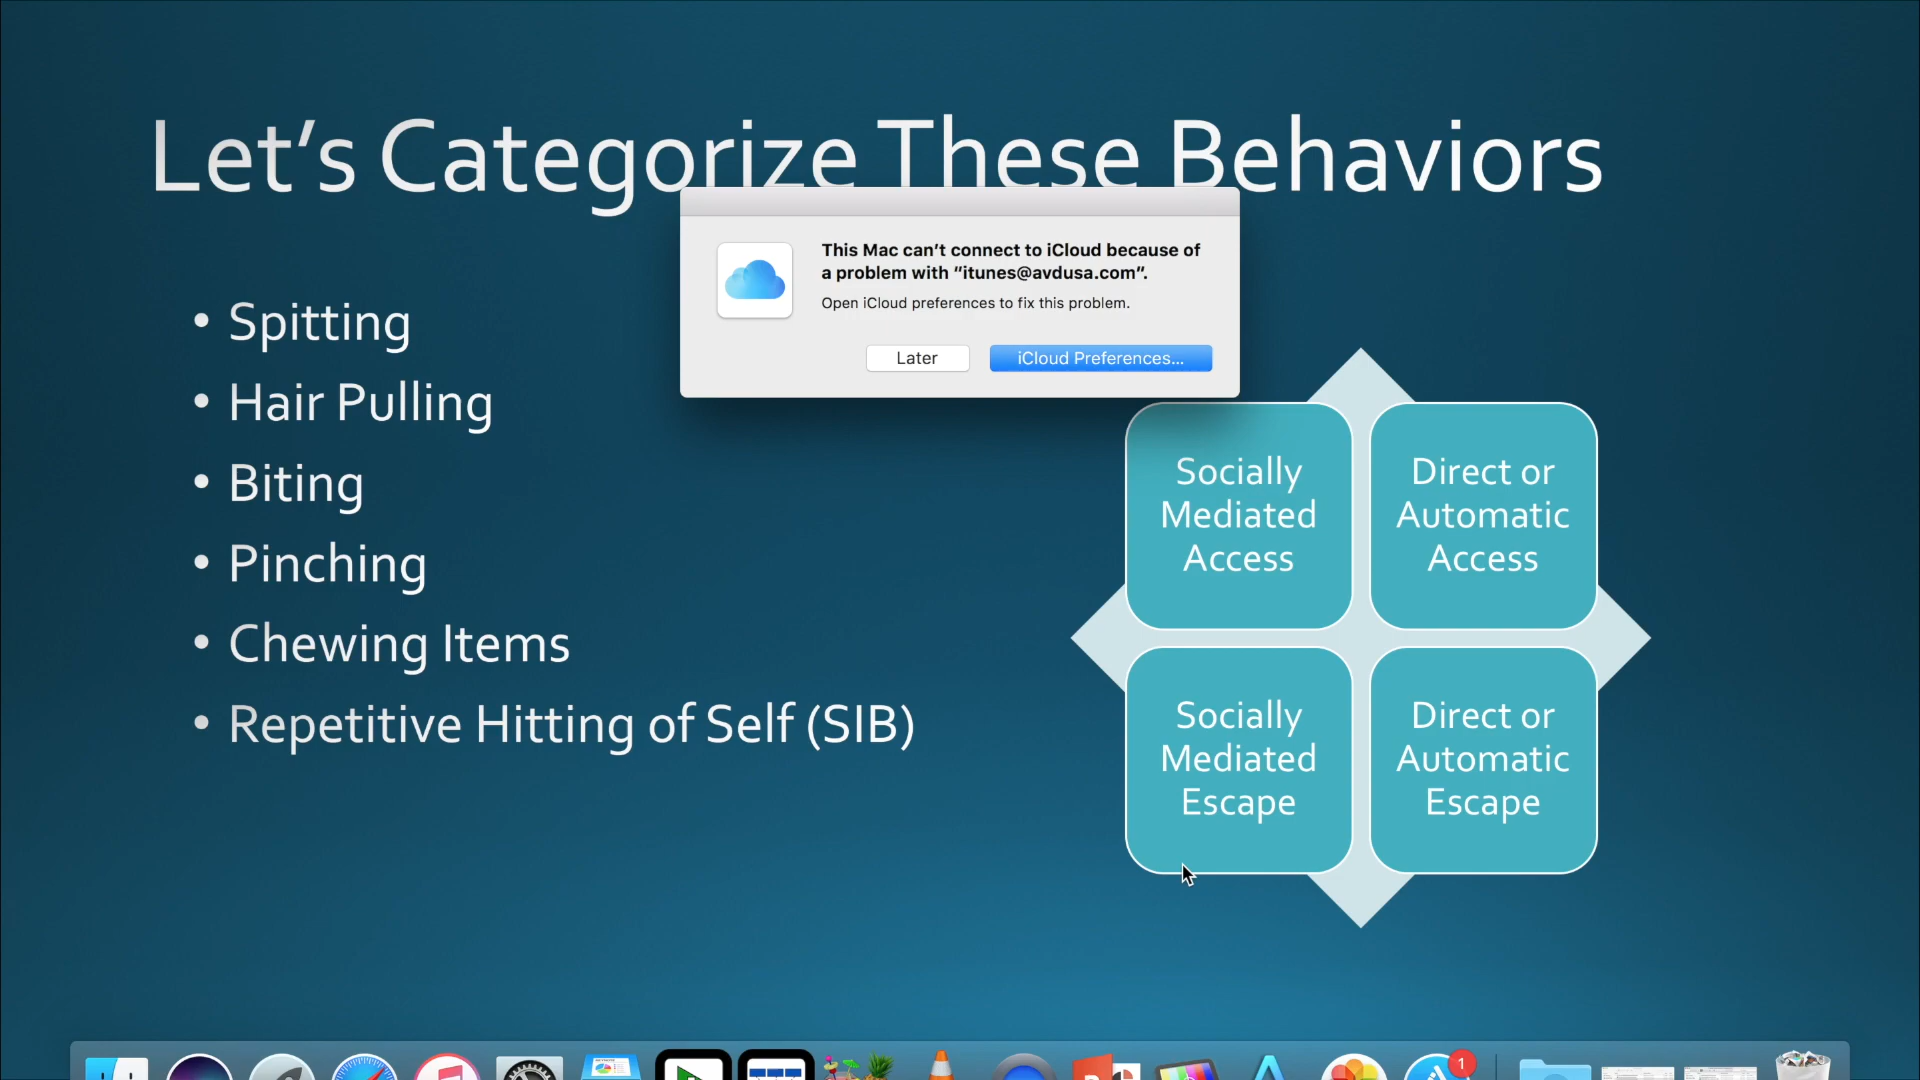 Let’s Categorize These Behaviors
This Mac can’t connect to iCloud because of
a problem with “itunes@avdusa.com”.
Open iCloud preferences to fix this problem.
Later
iCloud Preferences...
• Spitting
• Hair Pulling
• Biting
• Pinching
• Chewing Items
• Repetitive Hitting of Self (SIB)
Socially
Mediated
Access
Direct or
Automatic
Access
Socially
Mediated
Escape
Direct or
Automatic
Escape
1